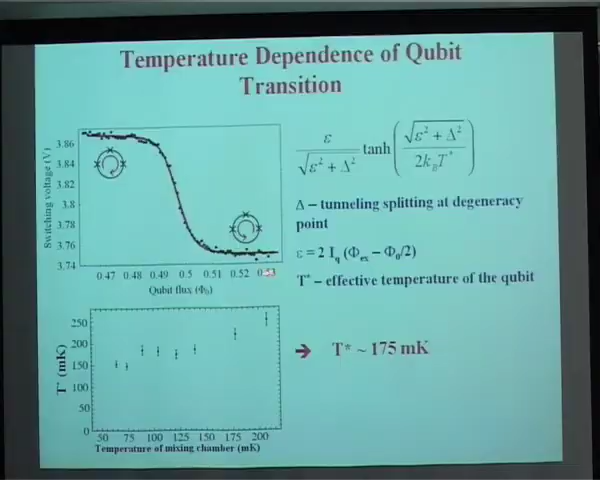 Temperature Dependence of Qubit
Transition
3.86
3.84
3.82
3.8
3.78
3.76
3.74
Switching voltage (V)
0.47 0.48 0.49 0.5 0.51 0.52 0.53
Qubit flux (Φ₀)
ε
√ε² + Δ²
tanh
√ε² + Δ²
2k_B T*
Δ – tunneling splitting at degeneracy
point
ε = 2 I_q (Φ_ex – Φ₀/2)
T* – effective temperature of the qubit
250
200
150
100
50
0
T* (mK)
50 75 100 125 150 175 200
Temperature of mixing chamber (mK)
➔ T* ~ 175 mK